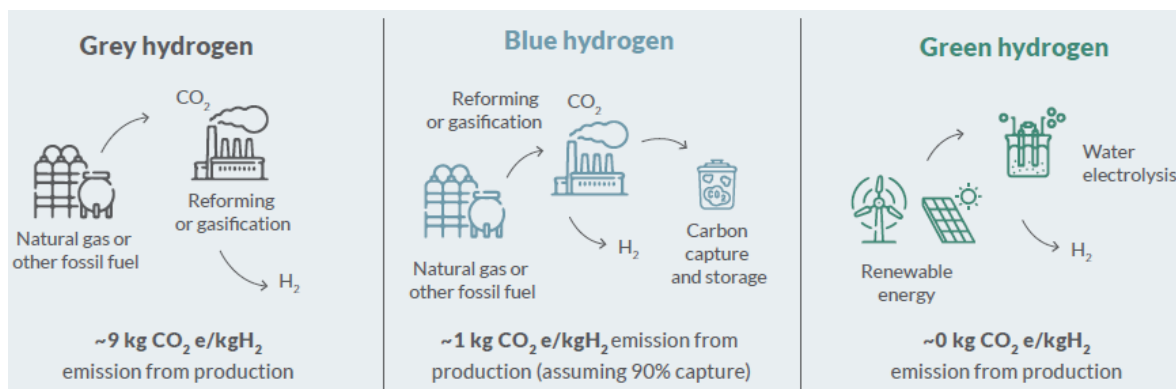 Grey hydrogen
CO₂
Reforming
or gasification
Natural gas or
other fossil fuel
H₂
~9 kg CO₂ e/kgH₂
emission from production
Blue hydrogen
Reforming
or gasification
CO₂
CO₂
Natural gas or
other fossil fuel
H₂
Carbon
capture
and storage
~1 kg CO₂ e/kgH₂ emission from
production (assuming 90% capture)
Green hydrogen
Water
electrolysis
Renewable
energy
H₂
~0 kg CO₂ e/kgH₂
emission from production